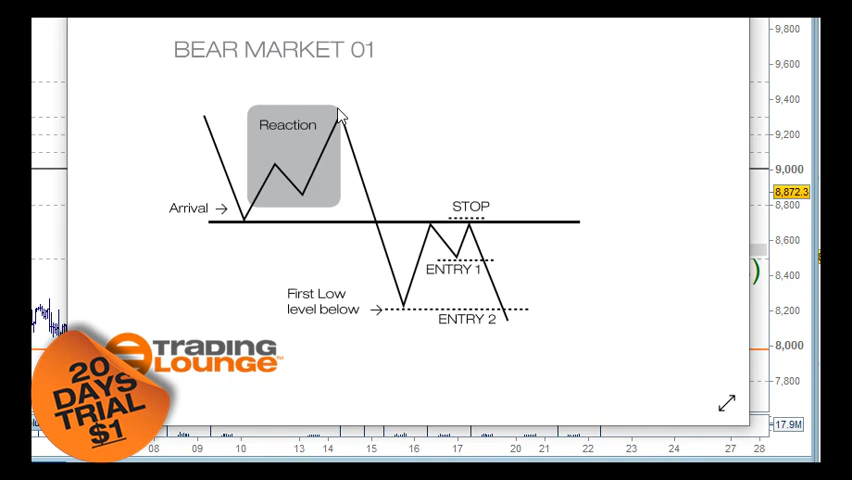 BEAR MARKET 01
Reaction
Arrival
STOP
ENTRY 1
First Low
level below
ENTRY 2
TRADING
LOUNGE™
20
DAYS
TRIAL
$1
9,800
9,600
9,400
9,200
9,000
8,872.3
8,800
8,600
8,400
8,200
8,000
7,800
17.9M
08 09 10 13 14 15 16 17 20 21 22 23 24 27 28